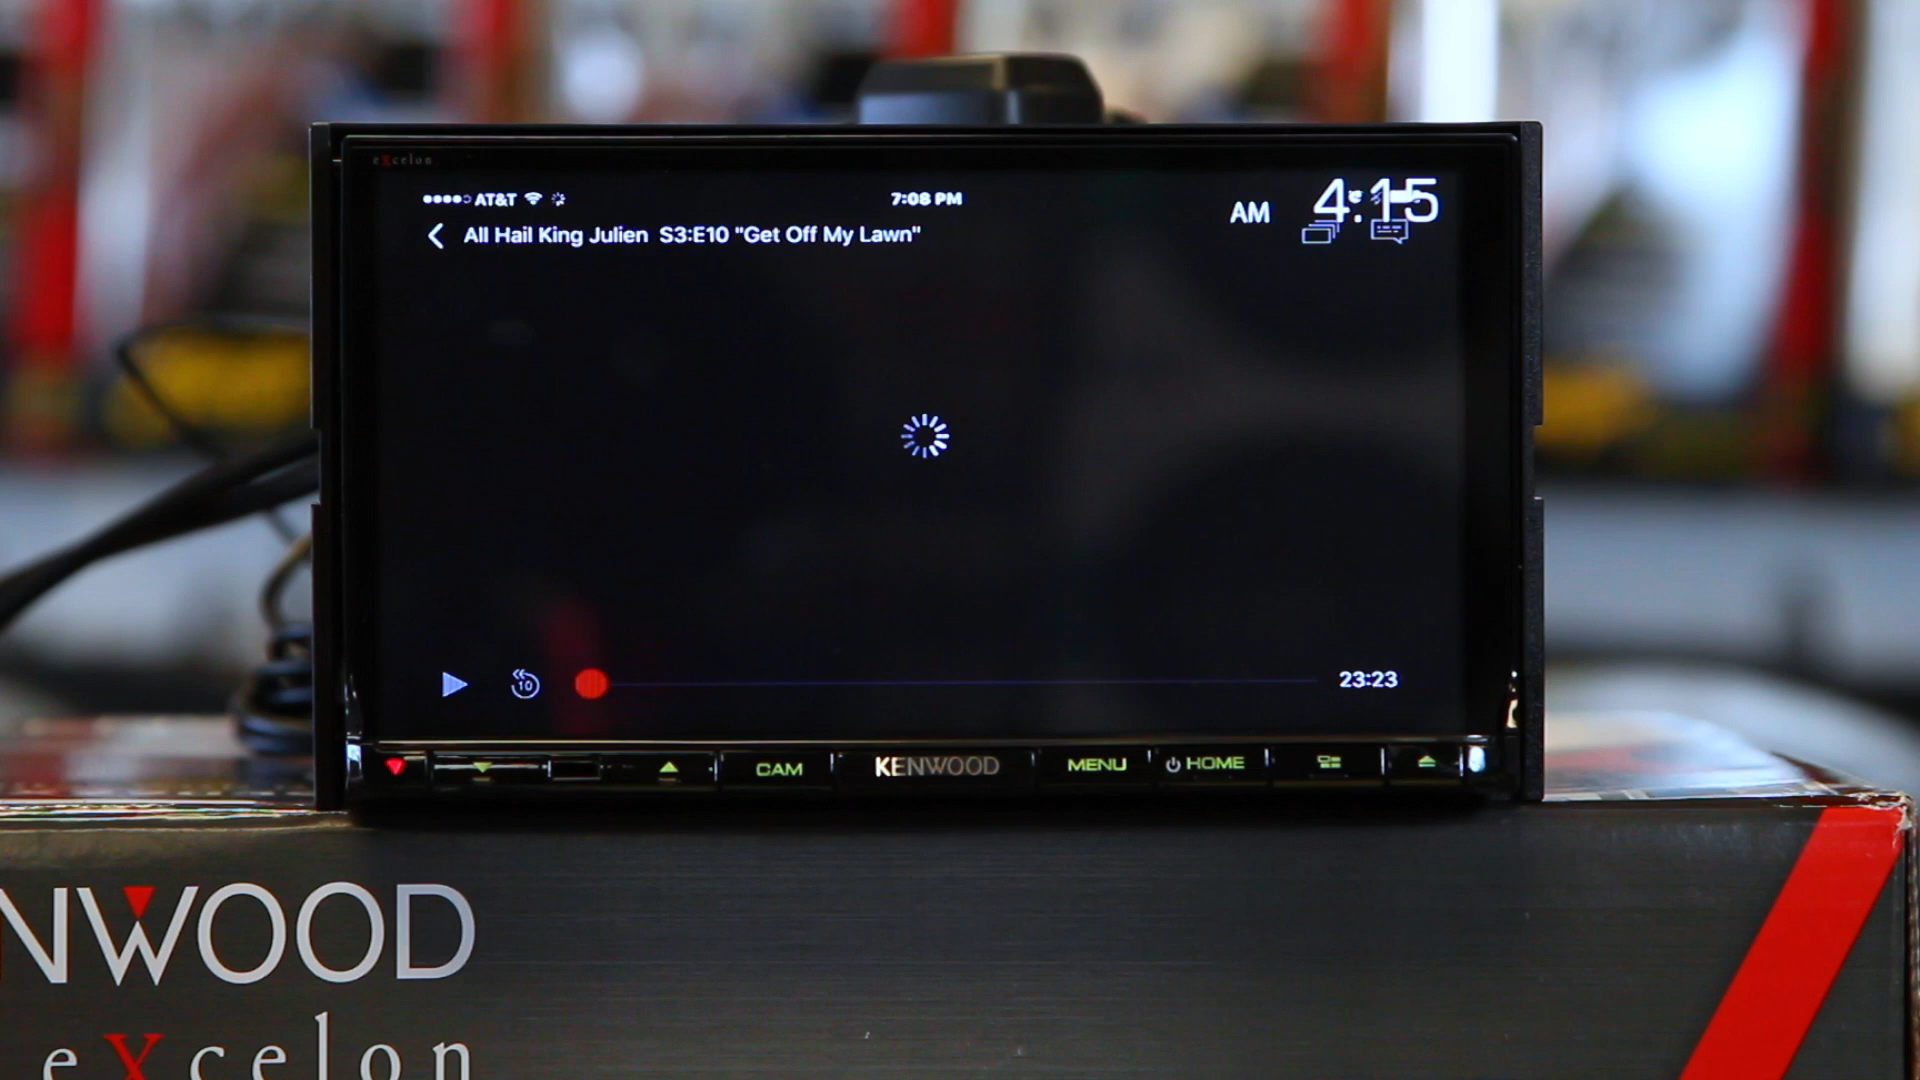 excelon
AT&T 7:08 PM AM 4:15
All Hail King Julien S3:E10 "Get Off My Lawn"
10 23:23
CAM KENWOOD MENU HOME
NWOOD
excelon